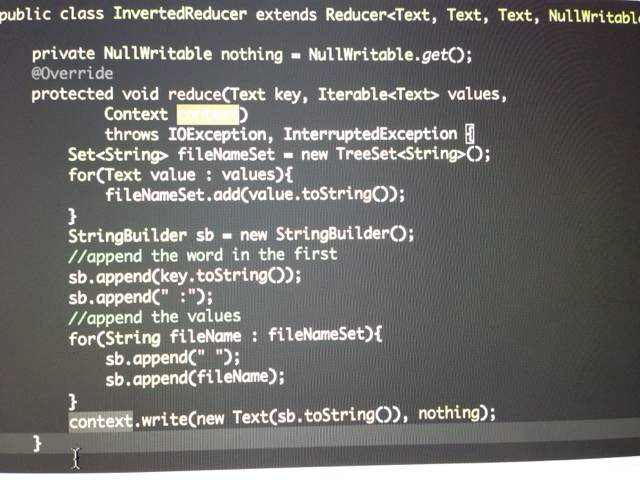 public class InvertedReducer extends Reducer<Text, Text, Text, NullWritable
private NullWritable nothing = NullWritable.get();
@Override
protected void reduce(Text key, Iterable<Text> values,
Context context)
throws IOException, InterruptedException {
Set<String> fileNameSet = new TreeSet<String>();
for(Text value : values){
fileNameSet.add(value.toString());
}
StringBuilder sb = new StringBuilder();
//append the word in the first
sb.append(key.toString());
sb.append(" :");
//append the values
for(String fileName : fileNameSet){
sb.append(" ");
sb.append(fileName);
}
context.write(new Text(sb.toString()), nothing);
}